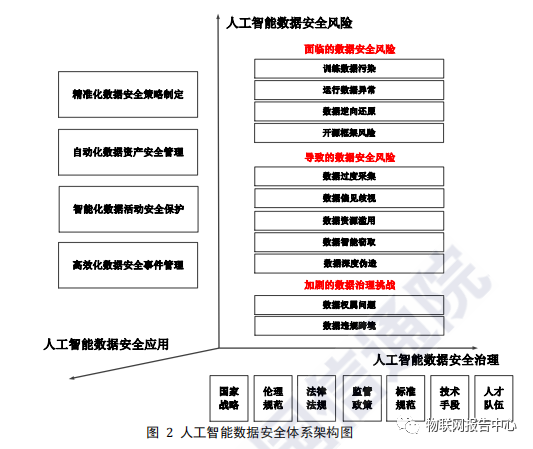 人工智能数据安全风险
面临的数据安全风险
训练数据污染
运行数据异常
数据逆向还原
开源框架风险
导致的数据安全风险
数据过度采集
数据偏见歧视
数据资源滥用
数据智能窃取
数据深度伪造
加剧的数据治理挑战
数据权属问题
数据违规跨境
精准化数据安全策略制定
自动化数据资产安全管理
智能化数据活动安全保护
高效化数据安全事件管理
人工智能数据安全应用
人工智能数据安全治理
国家
战略
伦理
规范
法律
法规
监管
政策
标准
规范
技术
手段
人才
队伍
图 2 人工智能数据安全体系架构图
物联网报告中心
国信通院